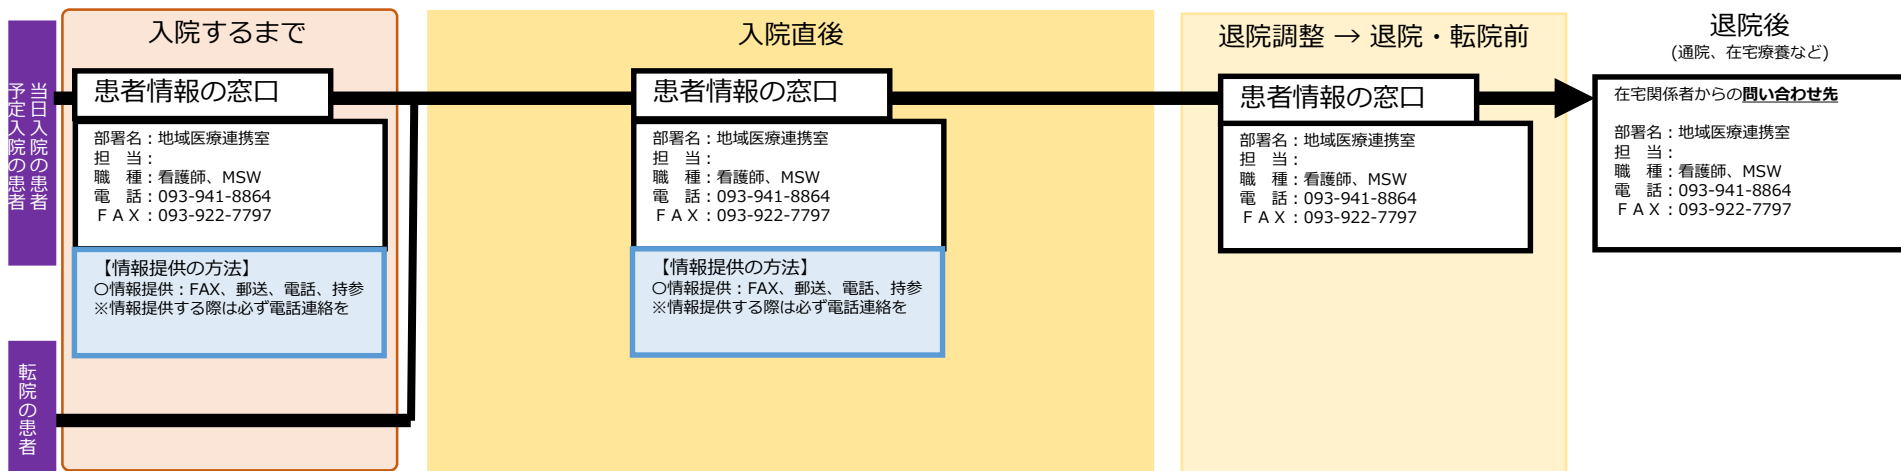 当日入院の患者
予定入院の患者
転院の患者
入院するまで
患者情報の窓口
部署名：地域医療連携室
担　当：
職　種：看護師、MSW
電　話：093-941-8864
ＦＡＸ：093-922-7797
【情報提供の方法】
〇情報提供：FAX、郵送、電話、持参
※情報提供する際は必ず電話連絡を
入院直後
患者情報の窓口
部署名：地域医療連携室
担　当：
職　種：看護師、MSW
電　話：093-941-8864
ＦＡＸ：093-922-7797
【情報提供の方法】
〇情報提供：FAX、郵送、電話、持参
※情報提供する際は必ず電話連絡を
退院調整 → 退院・転院前
患者情報の窓口
部署名：地域医療連携室
担　当：
職　種：看護師、MSW
電　話：093-941-8864
ＦＡＸ：093-922-7797
退院後
(通院、在宅療養など)
在宅関係者からの問い合わせ先
部署名：地域医療連携室
担　当：
職　種：看護師、MSW
電　話：093-941-8864
ＦＡＸ：093-922-7797